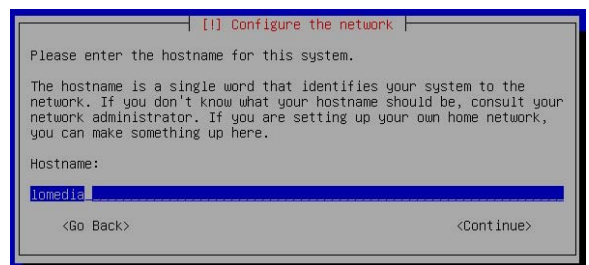 [!] Configure the network
Please enter the hostname for this system.
The hostname is a single word that identifies your system to the
network. If you don't know what your hostname should be, consult your
network administrator. If you are setting up your own home network,
you can make something up here.
Hostname:
lomedia
<Go Back> <Continue>